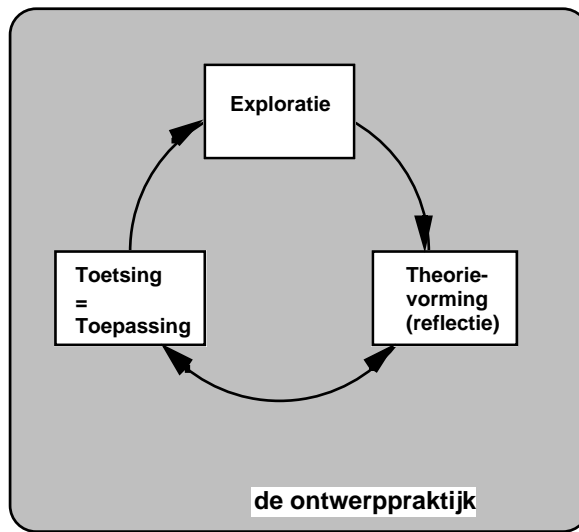 Exploratie
Toetsing
=
Toepassing
Theorie-
vorming
(reflectie)
de ontwerppraktijk